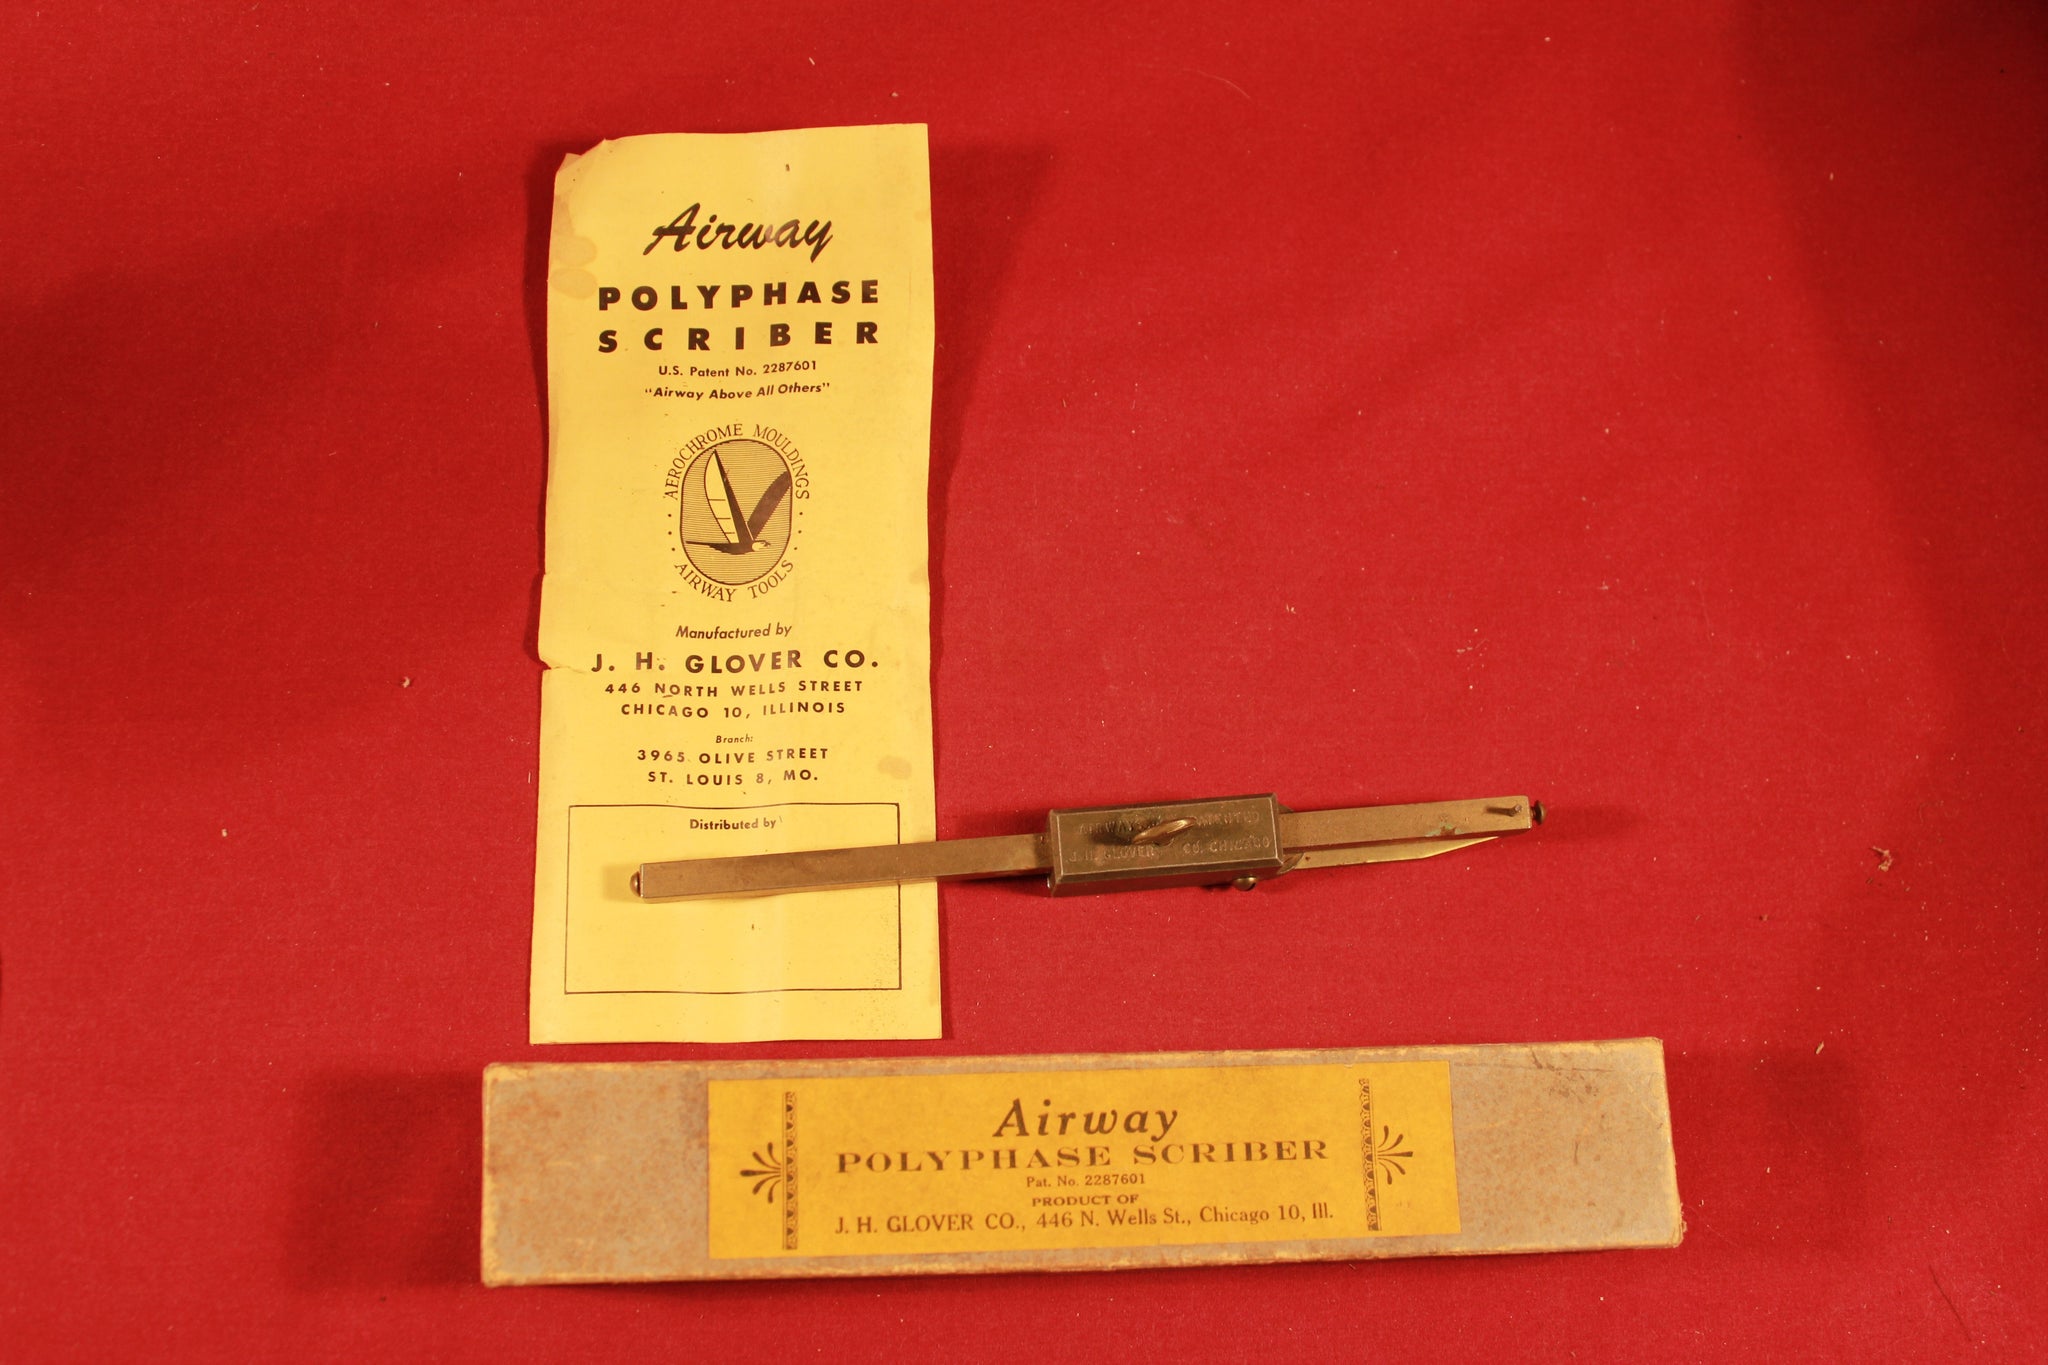 Airway
POLYPHASE
SCRIBER
U.S. Patent No. 2287601
"Airway Above All Others"
AEROCHROME MOULDINGS
AIRWAY TOOLS
Manufactured by
J. H. GLOVER CO.
446 NORTH WELLS STREET
CHICAGO 10, ILLINOIS
Branch:
3965 OLIVE STREET
ST. LOUIS 8, MO.
Distributed by
PATENTED
J. H. GLOVER CO. CHICAGO
Airway
POLYPHASE SCRIBER
Pat. No. 2287601
PRODUCT OF
J. H. GLOVER CO., 446 N. Wells St., Chicago 10, Ill.